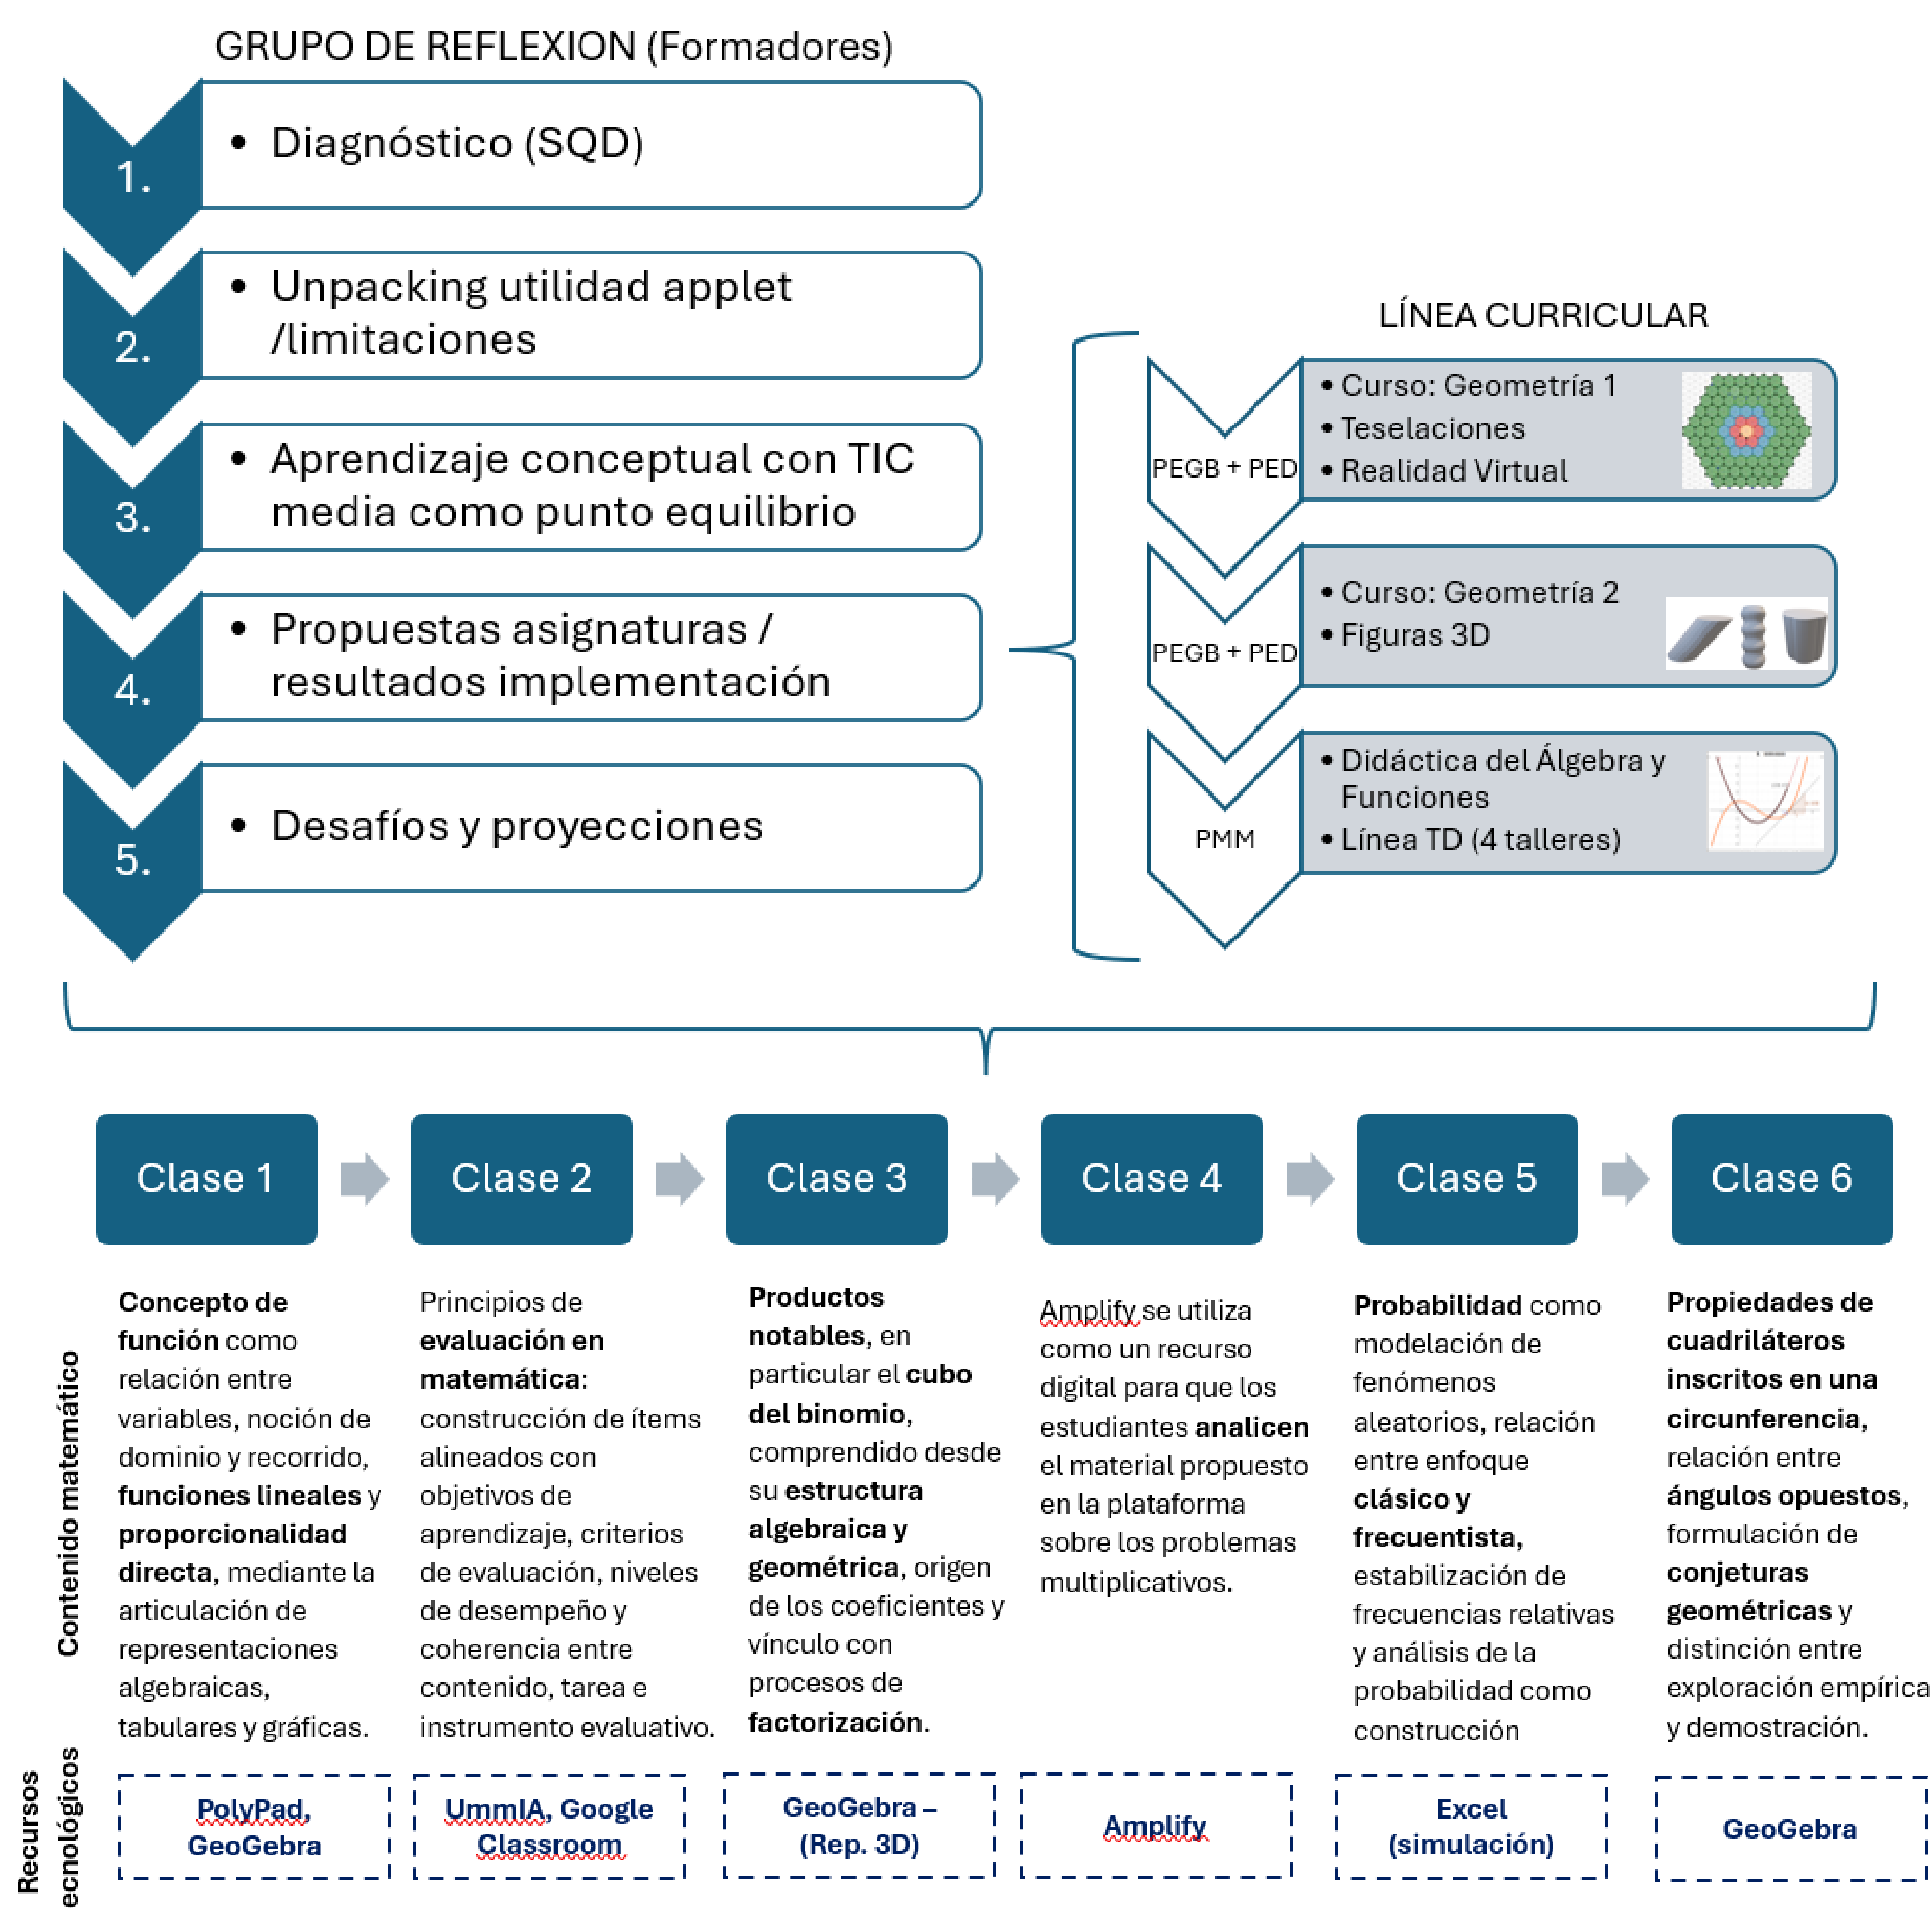 GRUPO DE REFLEXION (Formadores)
1.
• Diagnóstico (SQD)
2.
• Unpacking utilidad applet
/limitaciones
3.
• Aprendizaje conceptual con TIC
media como punto equilibrio
4.
• Propuestas asignaturas /
resultados implementación
5.
• Desafíos y proyecciones
LÍNEA CURRICULAR
PEGB + PED
• Curso: Geometría 1
• Teselaciones
• Realidad Virtual
PEGB + PED
• Curso: Geometría 2
• Figuras 3D
PMM
• Didáctica del Álgebra y
Funciones
• Línea TD (4 talleres)
Clase 1
Clase 2
Clase 3
Clase 4
Clase 5
Clase 6
Contenido matemático
Concepto de
función como
relación entre
variables, noción de
dominio y recorrido,
funciones lineales y
proporcionalidad
directa, mediante la
articulación de
representaciones
algebraicas,
tabulares y gráficas.
Principios de
evaluación en
matemática:
construcción de ítems
alineados con
objetivos de
aprendizaje, criterios
de evaluación, niveles
de desempeño y
coherencia entre
contenido, tarea e
instrumento evaluativo.
Productos
notables, en
particular el cubo
del binomio,
comprendido desde
su estructura
algebraica y
geométrica, origen
de los coeficientes y
vínculo con
procesos de
factorización.
Amplify se utiliza
como un recurso
digital para que los
estudiantes analicen
el material propuesto
en la plataforma
sobre los problemas
multiplicativos.
Probabilidad como
modelación de
fenómenos
aleatorios, relación
entre enfoque
clásico y
frecuentista,
estabilización de
frecuencias relativas
y análisis de la
probabilidad como
construcción
Propiedades de
cuadriláteros
inscritos en una
circunferencia,
relación entre
ángulos opuestos,
formulación de
conjeturas
geométricas y
distinción entre
exploración empírica
y demostración.
Recursos
ecnológicos
PolyPad,
GeoGebra
UmmIA, Google
Classroom
GeoGebra –
(Rep. 3D)
Amplify
Excel
(simulación)
GeoGebra